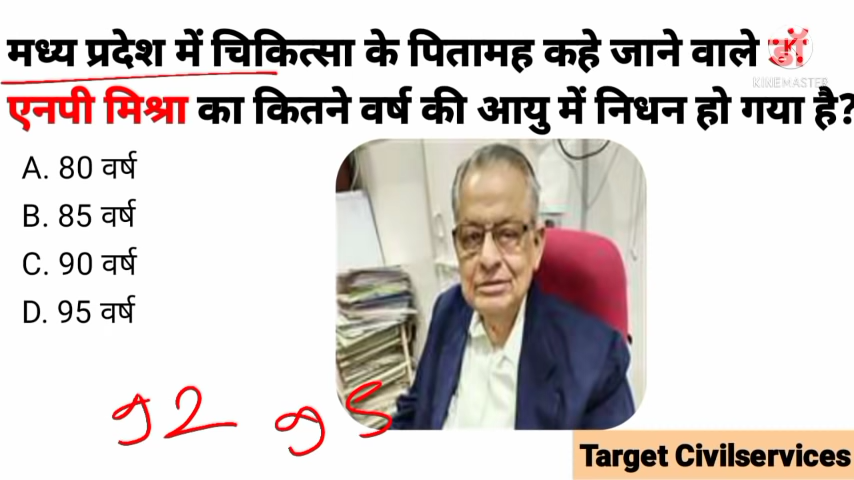 मध्य प्रदेश में चिकित्सा के पितामह कहे जाने वाले डॉ
KINEMASTER
एनपी मिश्रा का कितने वर्ष की आयु में निधन हो गया है?
A. 80 वर्ष
B. 85 वर्ष
C. 90 वर्ष
D. 95 वर्ष
92 95
Target Civilservices